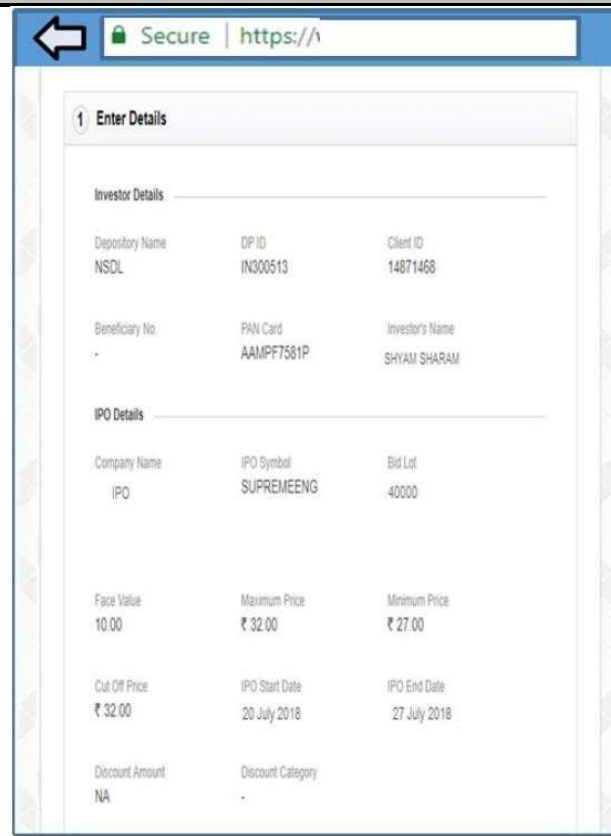 Secure | https://
1 Enter Details
Investor Details
Depository Name DP ID Client ID
NSDL IN300513 14871468
Beneficiary No. PAN Card Investor's Name
- AAMPF7581P SHYAM SHARAM
IPO Details
Company Name IPO Symbol Bid Lot
IPO SUPREMEENG 40000
Face Value Maximum Price Minimum Price
10.00 ₹ 32.00 ₹ 27.00
Cut Off Price IPO Start Date IPO End Date
₹ 32.00 20 July 2018 27 July 2018
Discount Amount Discount Category
NA -